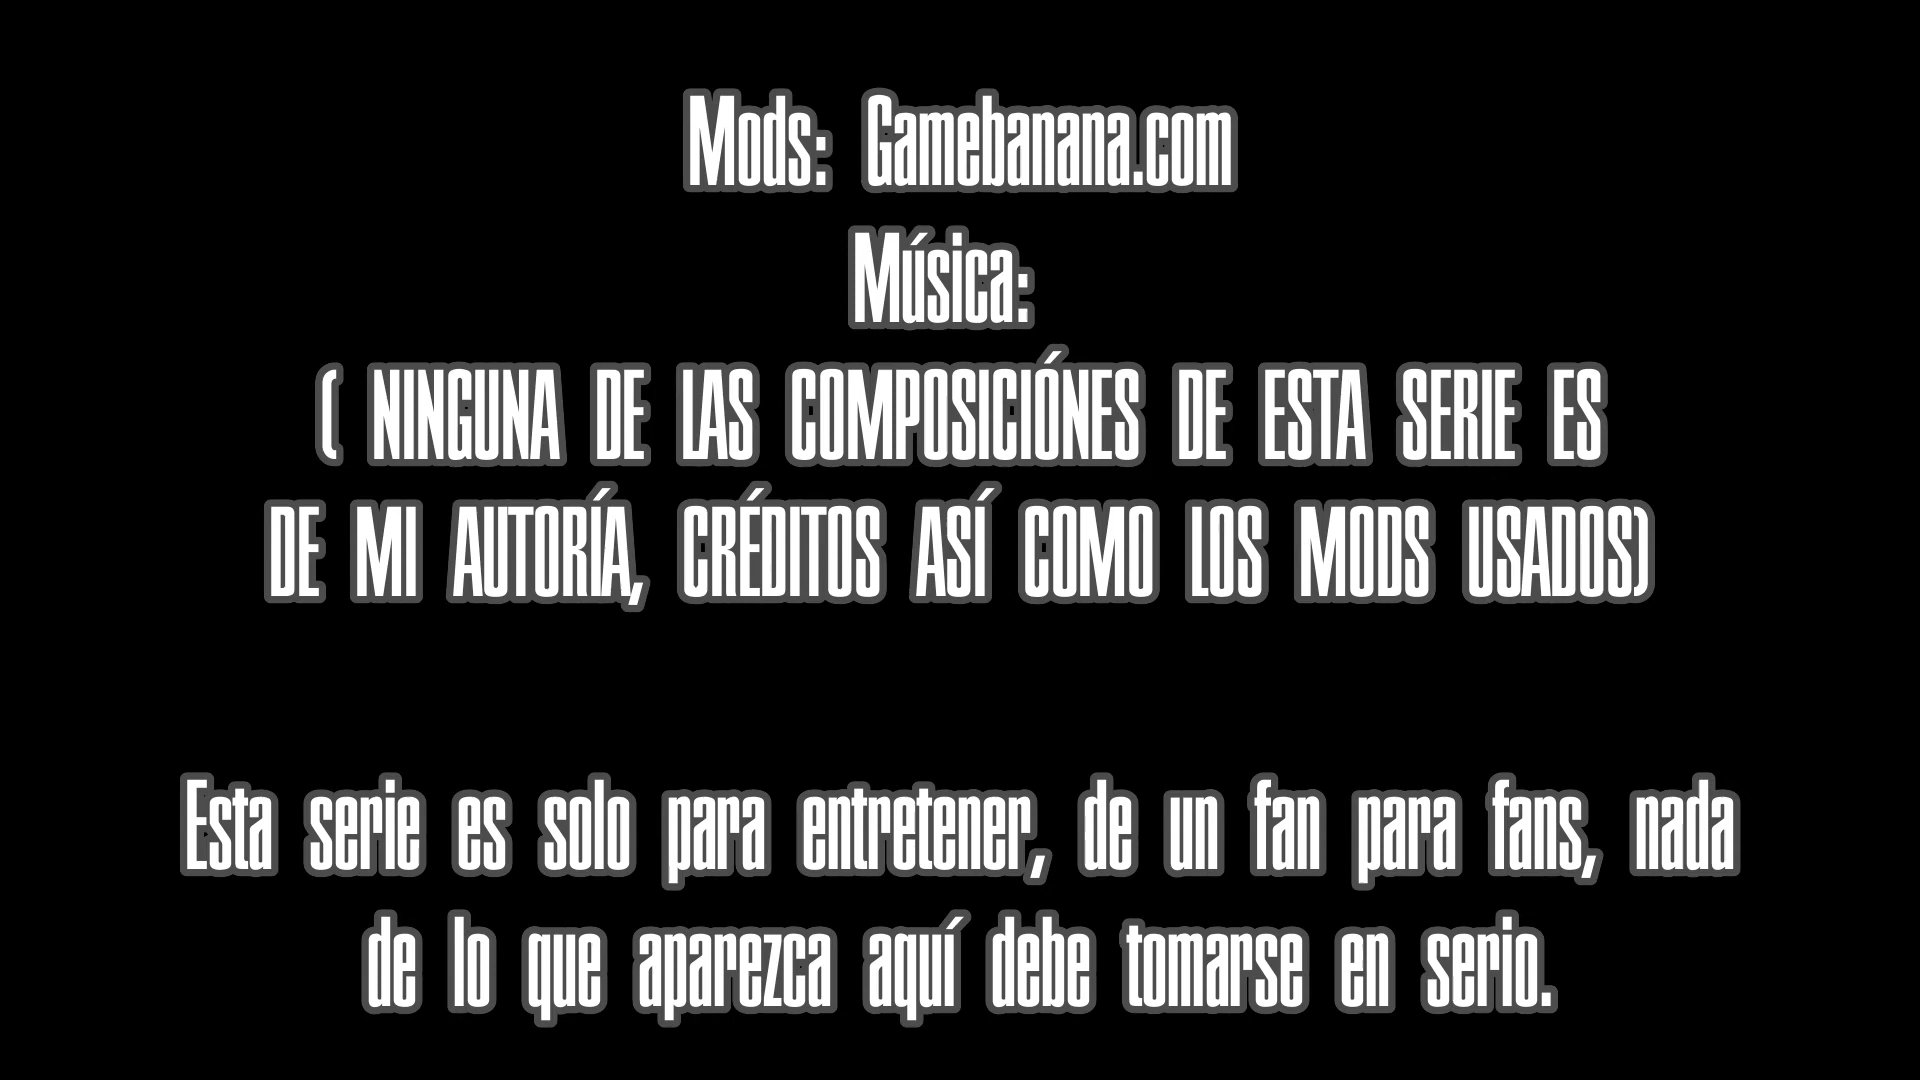 Mods: Gamebanana.com
Música:
( NINGUNA DE LAS COMPOSICIÓNES DE ESTA SERIE ES
DE MI AUTORÍA, CRÉDITOS ASÍ COMO LOS MODS USADOS)
Esta serie es solo para entretener, de un fan para fans, nada
de lo que aparezca aquí debe tomarse en serio.